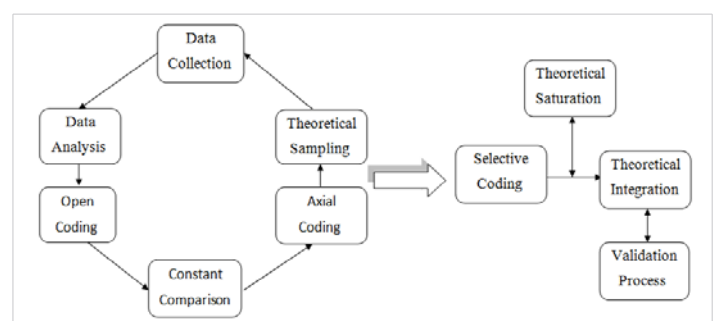 Data
Collection
Data
Analysis
Open
Coding
Constant
Comparison
Axial
Coding
Theoretical
Sampling
Selective
Coding
Theoretical
Saturation
Theoretical
Integration
Validation
Process